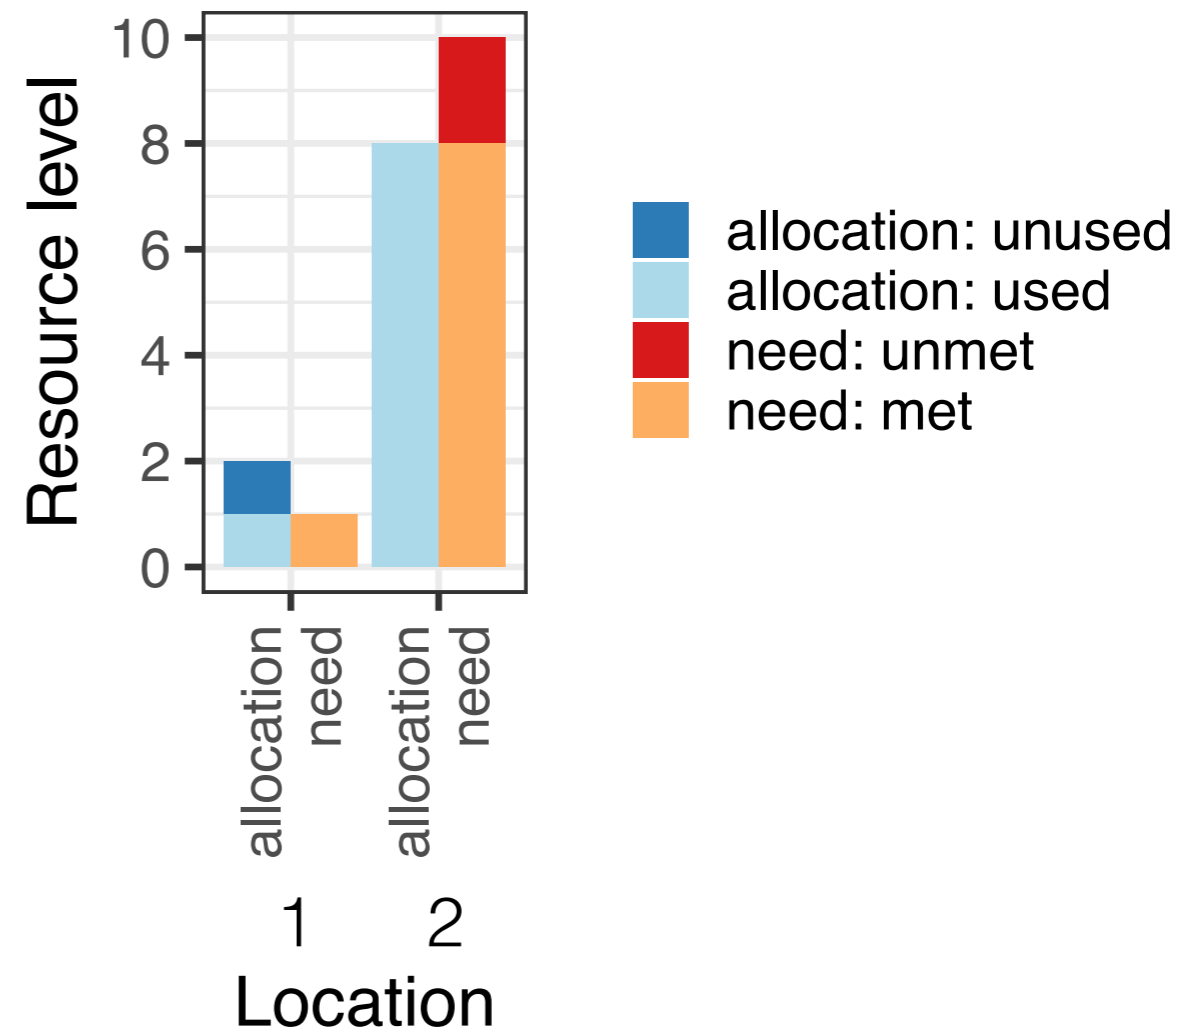 Resource level
10
8
6
4
2
0
allocation
need
allocation
need
1 2
Location
allocation: unused
allocation: used
need: unmet
need: met